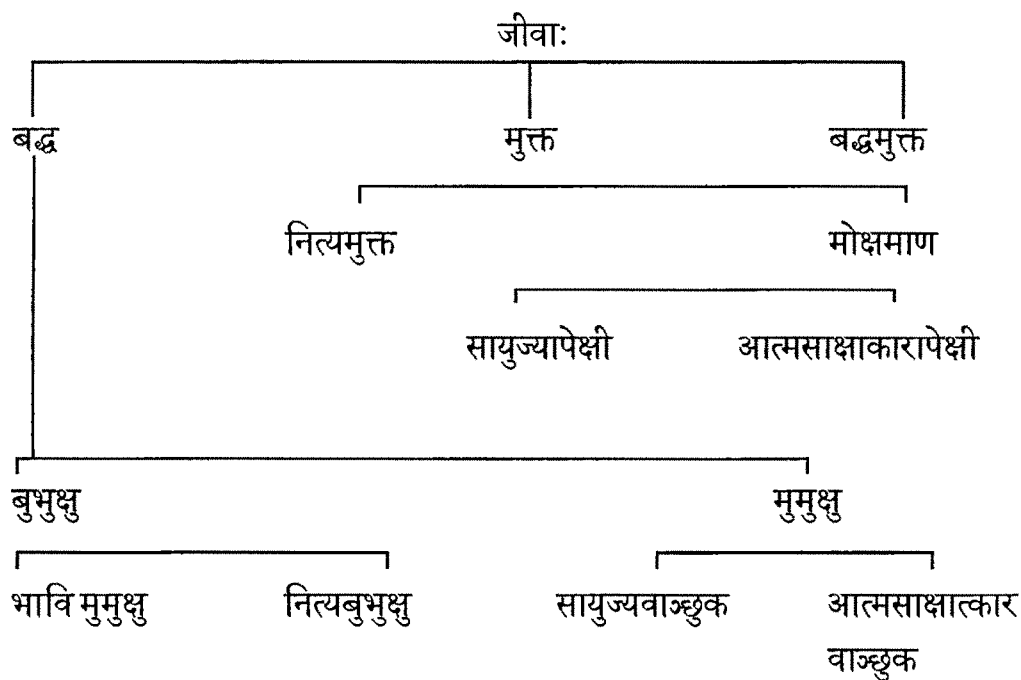 जीवाः
बद्ध मुक्त बद्धमुक्त
नित्यमुक्त मोक्षमाण
सायुज्यापेक्षी आत्मसाक्षाकारापेक्षी
बुभुक्षु मुमुक्षु
भावि मुमुक्षु नित्यबुभुक्षु सायुज्यवाञ्छुक आत्मसाक्षात्कार
वाञ्छुक